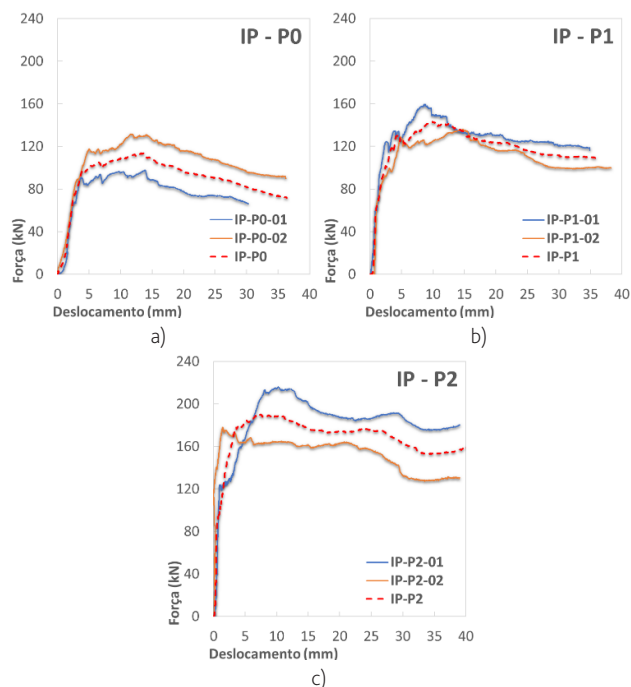 IP - P0
240
200
160
120
80
40
0
Força (kN)
IP-P0-01
IP-P0-02
IP-P0
0 5 10 15 20 25 30 35 40
Deslocamento (mm)
a)
IP - P1
240
200
160
120
80
40
0
Força (kN)
IP-P1-01
IP-P1-02
IP-P1
0 5 10 15 20 25 30 35 40
Deslocamento (mm)
b)
IP - P2
240
200
160
120
80
40
0
Força (kN)
IP-P2-01
IP-P2-02
IP-P2
0 5 10 15 20 25 30 35 40
Deslocamento (mm)
c)